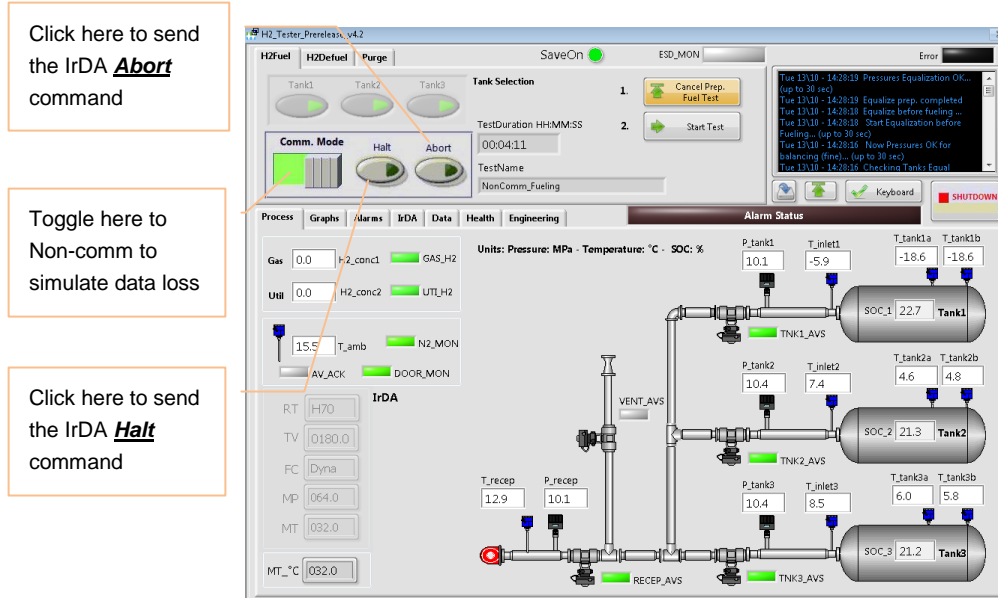 Click here to send
the IrDA Abort
command
Toggle here to
Non-comm to
simulate data loss
Click here to send
the IrDA Halt
command
H2_Tester_Prerelease_v4.2
H2Fuel H2Defuel Purge
SaveOn
ESD_MON
Error
Tank1 Tank2 Tank3
Tank Selection
1. Cancel Prep.
Fuel Test
2. Start Test
TestDuration HH:MM:SS
00:04:11
TestName
NonComm_Fueling
Comm. Mode
Halt
Abort
Tue 13\10 - 14:28:19 Pressures Equalization OK...
(up to 30 sec)
Tue 13\10 - 14:28:19 Equalize prep. completed
Tue 13\10 - 14:28:18 Equalize before fueling ...
Tue 13\10 - 14:28:18 Start Equalization before
Fueling... (up to 30 sec)
Tue 13\10 - 14:28:16 Now Pressures OK for
balancing (fine)... (up to 30 sec)
Tue 13\10 - 14:28:16 Checking Tanks Equal
Keyboard
SHUTDOWN
Process Graphs Alarms IrDA Data Health Engineering
Alarm Status
Gas 0.0 H2_conc1 GAS_H2
Util 0.0 H2_conc2 UTI_H2
15.5 T_amb N2_MON
AV_ACK DOOR_MON
IrDA
RT H70
TV 0180.0
FC Dyna
MP 064.0
MT 032.0
MT_°C 032.0
Units: Pressure: MPa - Temperature: °C - SOC: %
P_tank1 T_inlet1 T_tank1a T_tank1b
10.1 -5.9 -18.6 -18.6
SOC_1 22.7 Tank1
TNK1_AVS
P_tank2 T_inlet2 T_tank2a T_tank2b
10.4 7.4 4.6 4.8
VENT_AVS
SOC_2 21.3 Tank2
TNK2_AVS
T_recep P_recep
12.9 10.1
P_tank3 T_inlet3 T_tank3a T_tank3b
10.4 8.5 6.0 5.8
SOC_3 21.2 Tank3
RECEP_AVS
TNK3_AVS